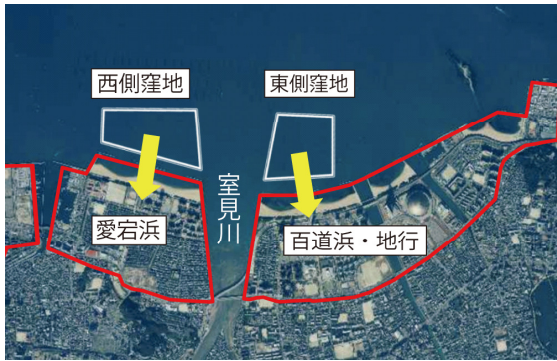 西側窪地
東側窪地
室見川
愛宕浜
百道浜・地行